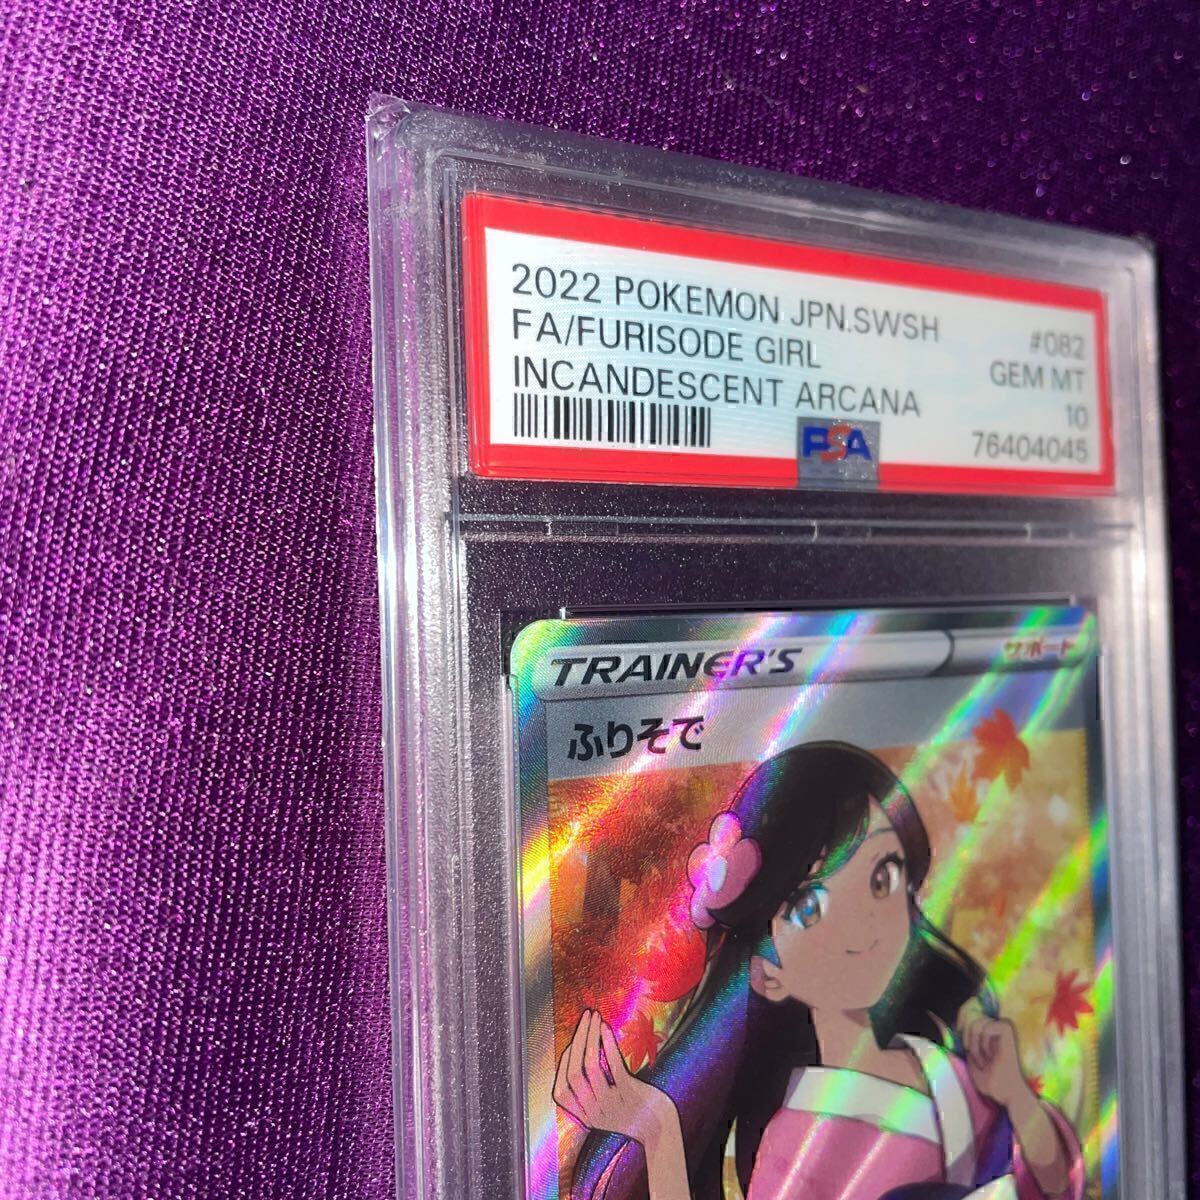 2022 POKEMON JPN.SWSH #082
FA/FURISODE GIRL GEM MT
INCANDESCENT ARCANA 10
PSA 76404045
TRAINER'S サポート
ふりそで